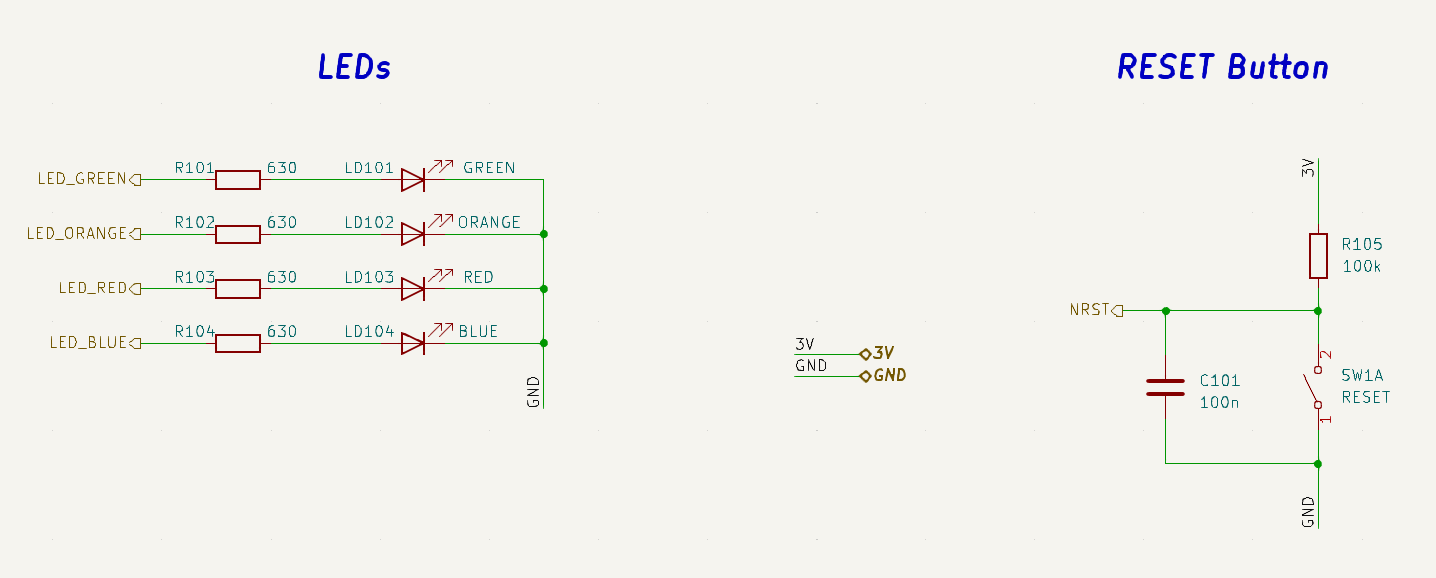 LEDs
RESET Button
LED_GREEN
R101
630
LD101
GREEN
LED_ORANGE
R102
630
LD102
ORANGE
LED_RED
R103
630
LD103
RED
LED_BLUE
R104
630
LD104
BLUE
GND
3V
3V
GND
GND
3V
R105
100k
NRST
2
C101
100n
SW1A
RESET
1
GND